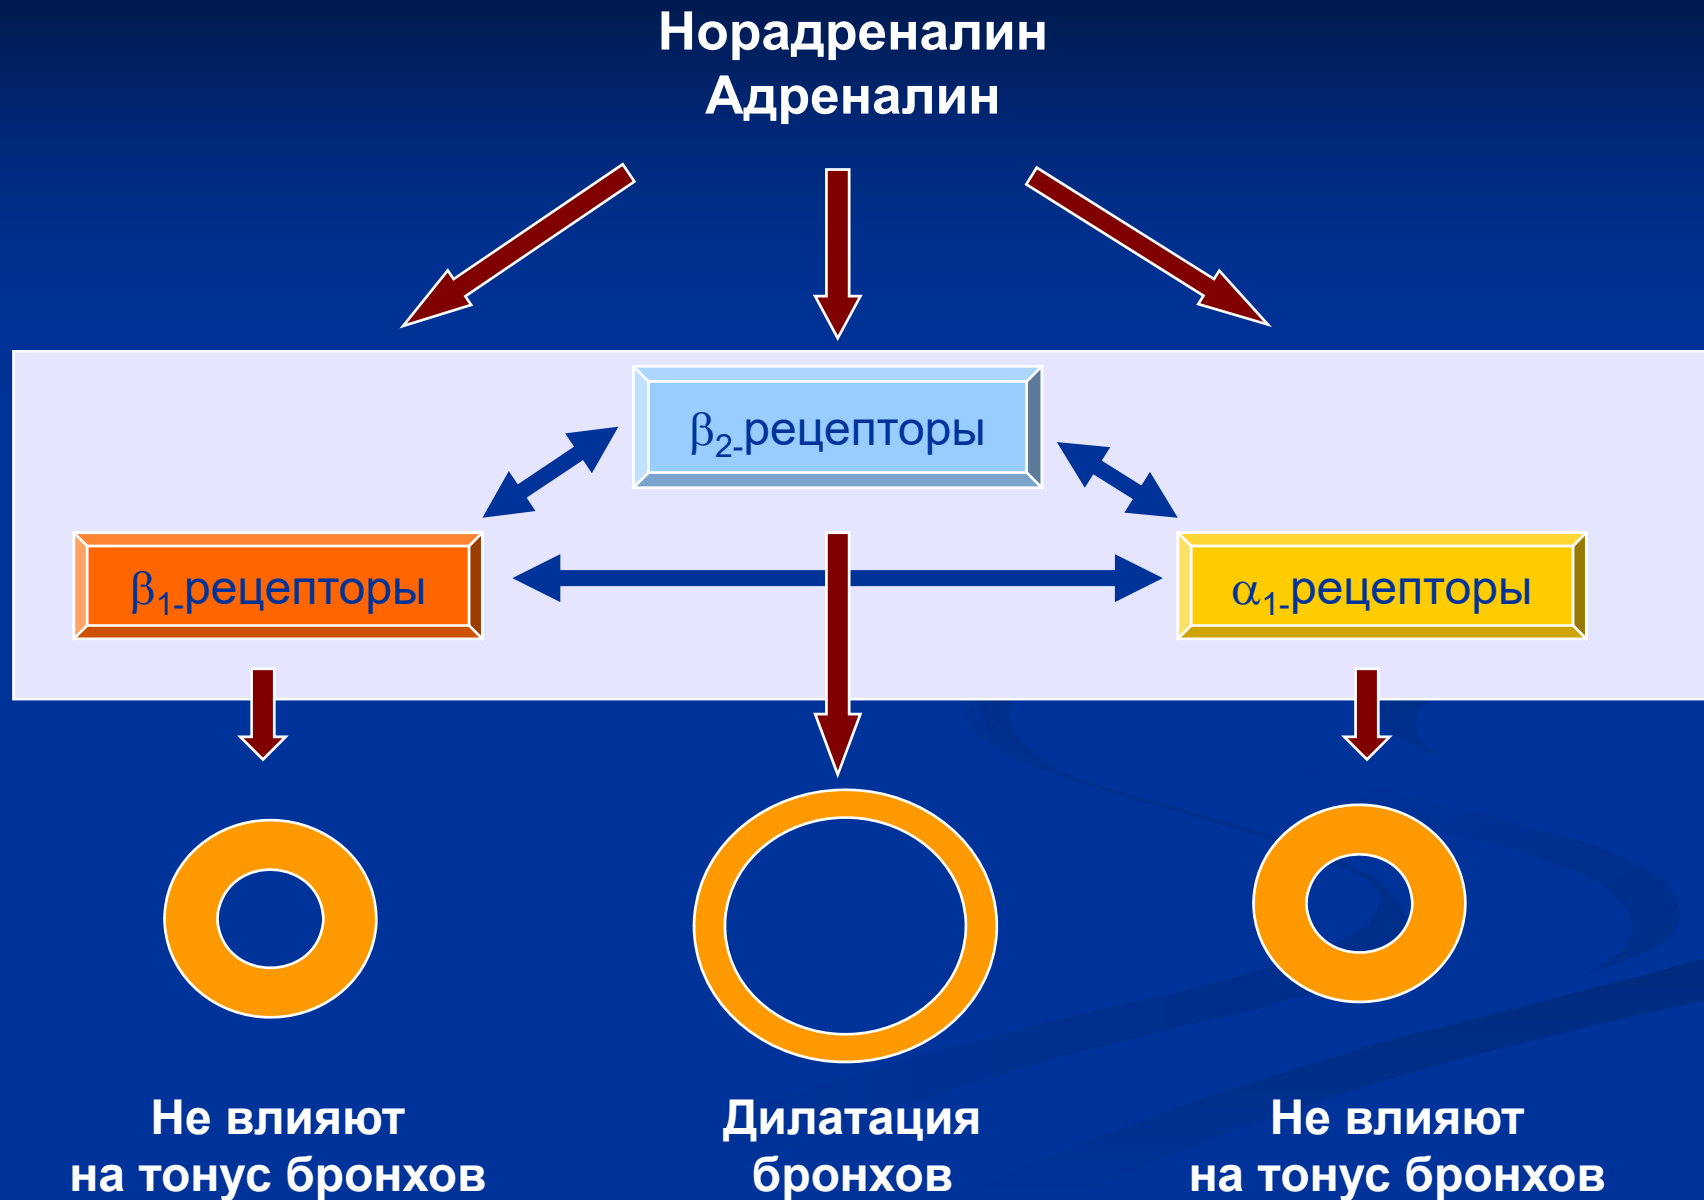 Норадреналин
Адреналин
β2-рецепторы
β1-рецепторы
α1-рецепторы
Не влияют
на тонус бронхов
Дилатация
бронхов
Не влияют
на тонус бронхов